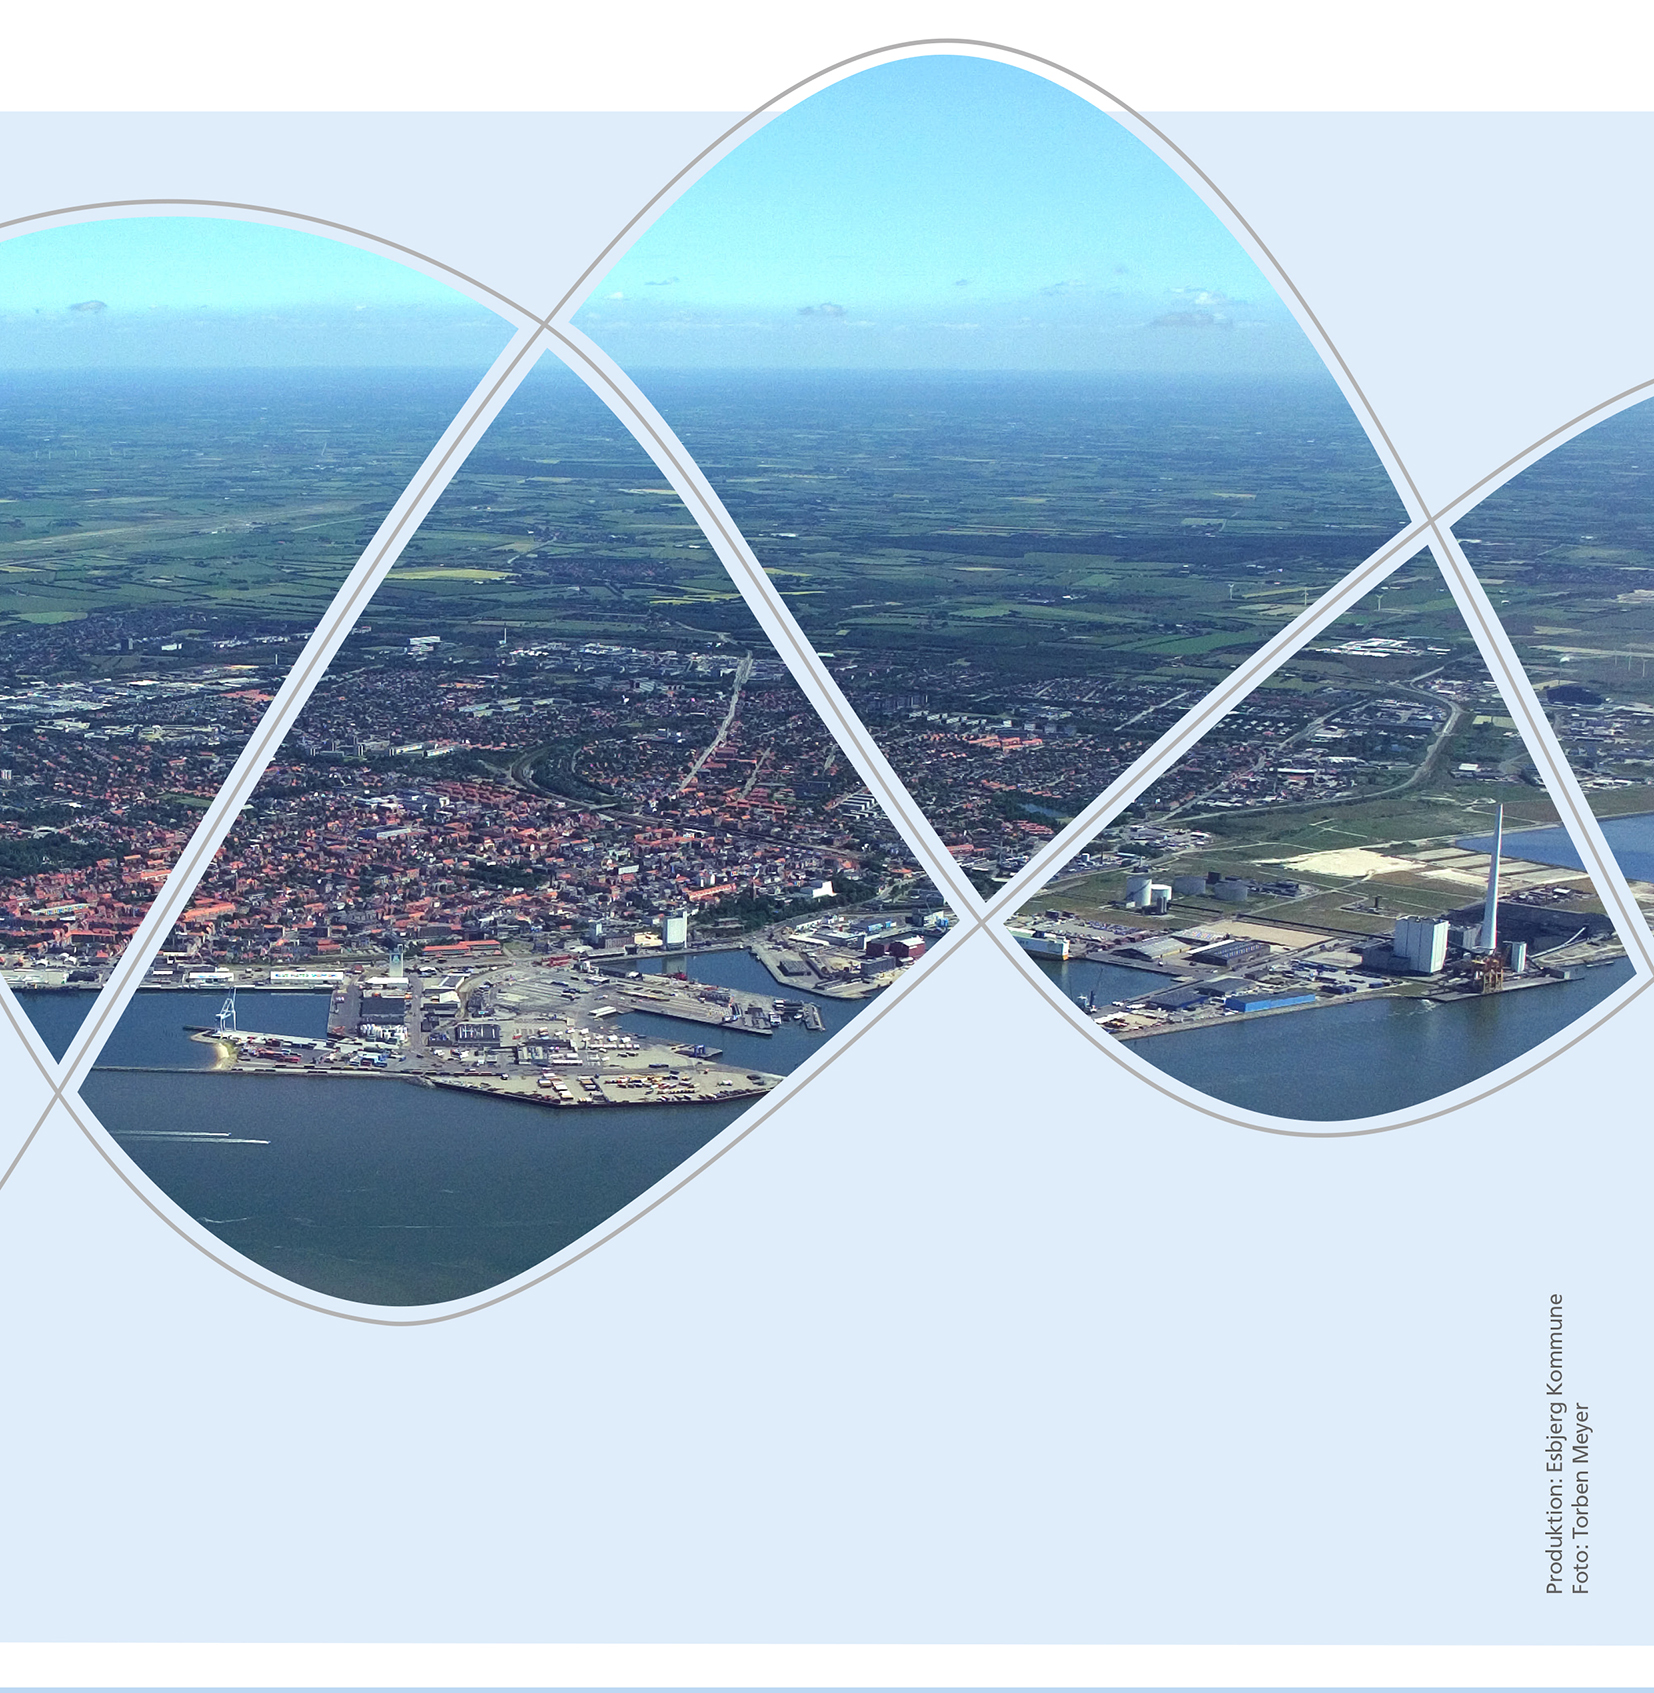 Produktion: Esbjerg Kommune
Foto: Torben Meyer